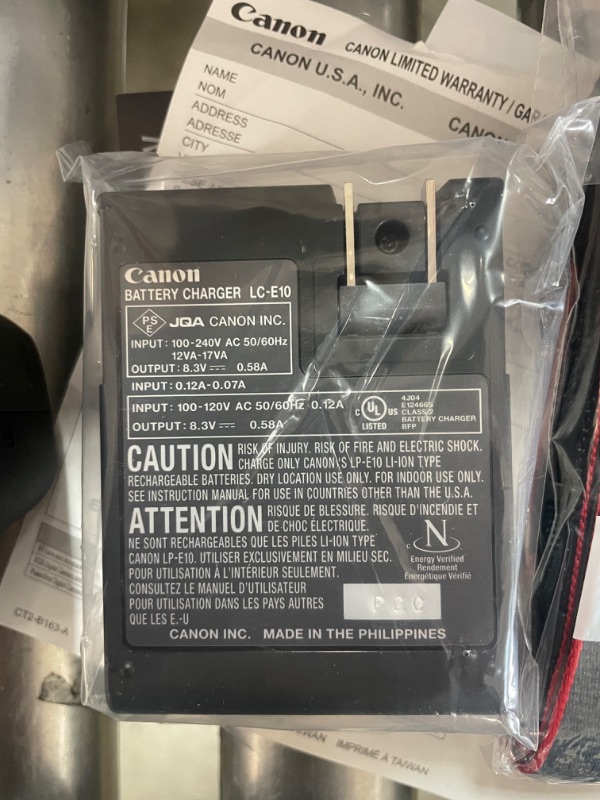 Canon
CANON LIMITED WARRANTY / GAR
CANON U.S.A., INC.
CANON
NAME
NOM
ADDRESS
ADRESSE
CITY
Canon
BATTERY CHARGER LC-E10
PSE JQA CANON INC.
INPUT: 100-240V AC 50/60Hz
12VA-17VA
OUTPUT: 8.3V 0.58A
INPUT: 0.12A-0.07A
INPUT: 100-120V AC 50/60Hz 0.12A
OUTPUT: 8.3V 0.58A
C UL US
LISTED
4J04
E124665
CLASS 2
BATTERY CHARGER
BFP
CAUTION RISK OF INJURY. RISK OF FIRE AND ELECTRIC SHOCK.
CHARGE ONLY CANON'S LP-E10 LI-ION TYPE
RECHARGEABLE BATTERIES. DRY LOCATION USE ONLY. FOR INDOOR USE ONLY.
SEE INSTRUCTION MANUAL FOR USE IN COUNTRIES OTHER THAN THE U.S.A.
ATTENTION RISQUE DE BLESSURE. RISQUE D'INCENDIE ET
DE CHOC ÉLECTRIQUE.
NE SONT RECHARGEABLES QUE LES PILES LI-ION TYPE
CANON LP-E10. UTILISER EXCLUSIVEMENT EN MILIEU SEC.
POUR UTILISATION À L'INTÉRIEUR SEULEMENT.
CONSULTEZ LE MANUEL D'UTILISATEUR
POUR UTILISATION DANS LES PAYS AUTRES
QUE LES E.-U
C N
Energy Verified
Rendement
Énergétique Vérifié
P2C
CANON INC. MADE IN THE PHILIPPINES
CT2-B163-A
IMPRIMÉ À TAIWAN